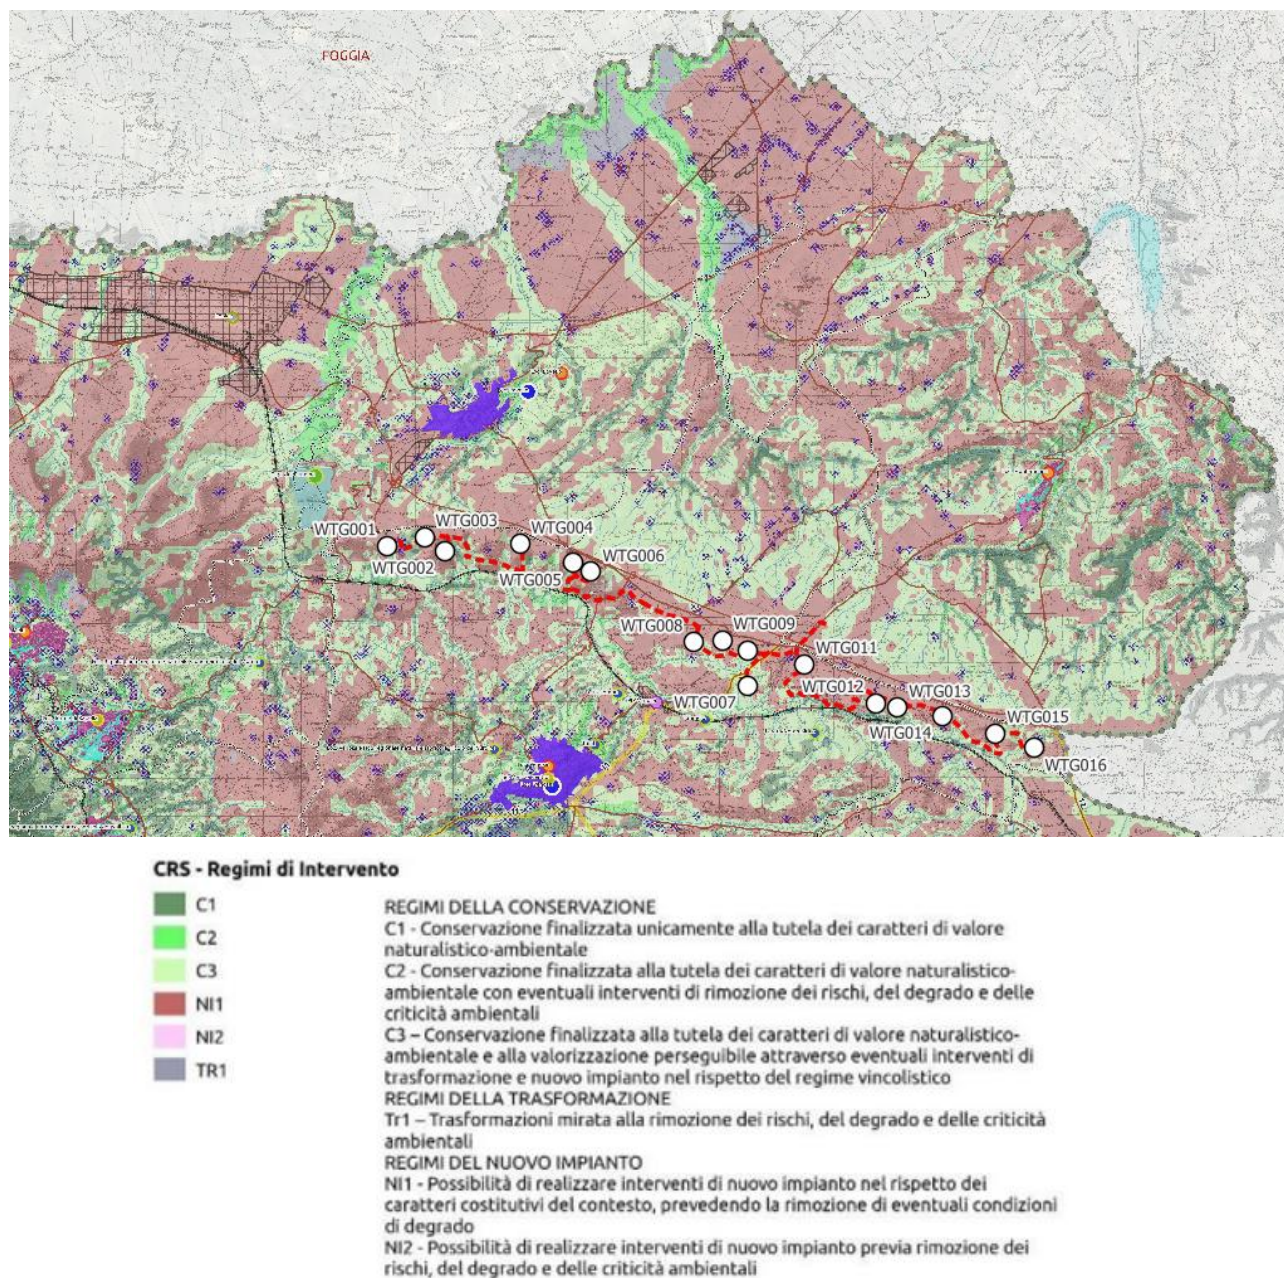 FOGGIA
WTG001
WTG003
WTG004
WTG002
WTG005
WTG006
WTG008
WTG009
WTG011
WTG007
WTG012
WTG013
WTG014
WTG015
WTG016
CRS - Regimi di Intervento
C1
C2
C3
NI1
NI2
TR1
REGIMI DELLA CONSERVAZIONE
C1 - Conservazione finalizzata unicamente alla tutela dei caratteri di valore
naturalistico-ambientale
C2 - Conservazione finalizzata alla tutela dei caratteri di valore naturalistico-
ambientale con eventuali interventi di rimozione dei rischi, del degrado e delle
criticità ambientali
C3 – Conservazione finalizzata alla tutela dei caratteri di valore naturalistico-
ambientale e alla valorizzazione perseguibile attraverso eventuali interventi di
trasformazione e nuovo impianto nel rispetto del regime vincolistico
REGIMI DELLA TRASFORMAZIONE
Tr1 – Trasformazioni mirata alla rimozione dei rischi, del degrado e delle criticità
ambientali
REGIMI DEL NUOVO IMPIANTO
NI1 - Possibilità di realizzare interventi di nuovo impianto nel rispetto dei
caratteri costitutivi del contesto, prevedendo la rimozione di eventuali condizioni
di degrado
NI2 - Possibilità di realizzare interventi di nuovo impianto previa rimozione dei
rischi, del degrado e delle criticità ambientali